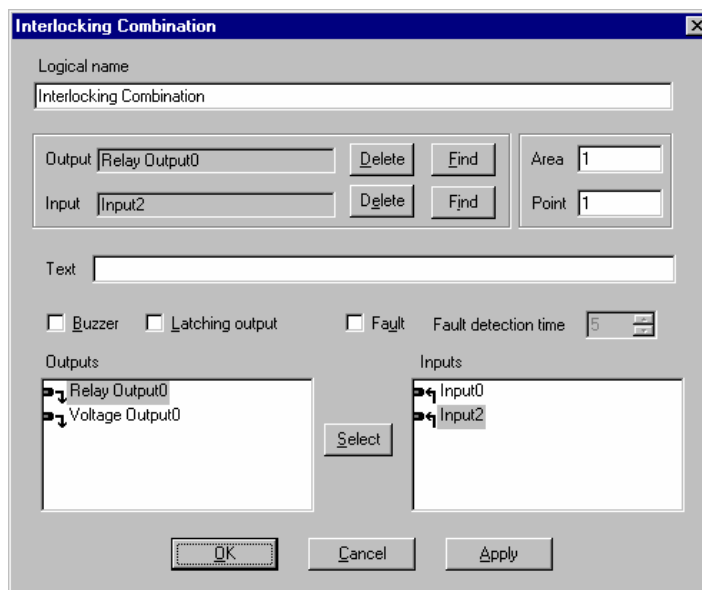 Interlocking Combination
Logical name
Interlocking Combination
Output Relay Output0 Delete Find
Input Input2 Delete Find
Area 1
Point 1
Text
Buzzer Latching output Fault Fault detection time 5
Outputs
Relay Output0
Voltage Output0
Select
Inputs
Input0
Input2
OK Cancel Apply